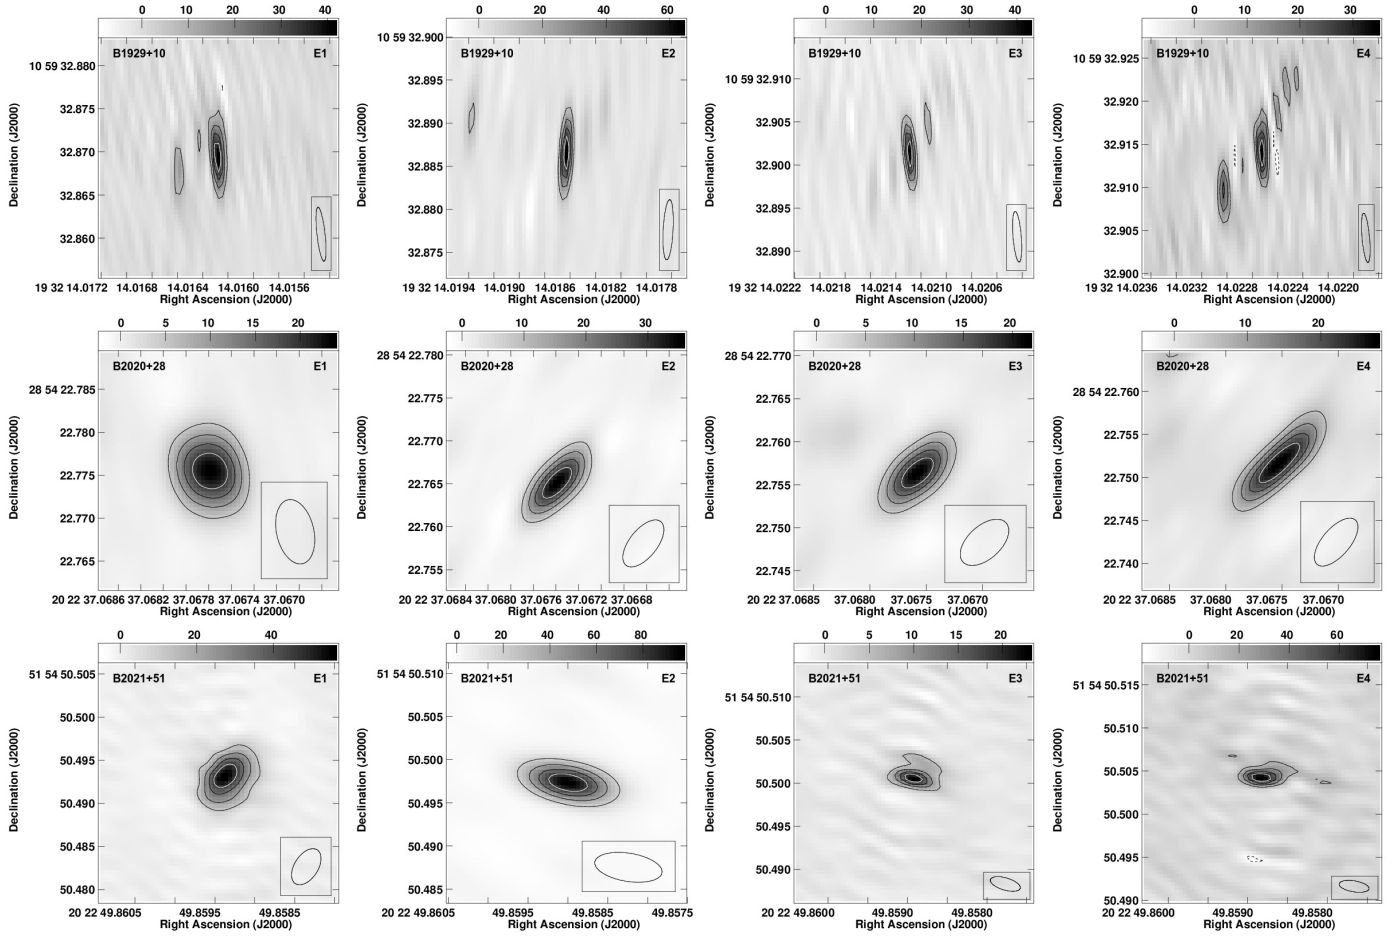 0 10 20 30 40
B1929+10 E1
Declination (J2000)
10 59 32.880
32.875
32.870
32.865
32.860
19 32 14.0172 14.0168 14.0164 14.0160 14.0156
Right Ascension (J2000)
0 20 40 60
B1929+10 E2
Declination (J2000)
10 59 32.900
32.895
32.890
32.885
32.880
32.875
19 32 14.0194 14.0190 14.0186 14.0182 14.0178
Right Ascension (J2000)
0 10 20 30 40
B1929+10 E3
Declination (J2000)
10 59 32.910
32.905
32.900
32.895
32.890
19 32 14.0222 14.0218 14.0214 14.0210 14.0206
Right Ascension (J2000)
0 10 20 30
B1929+10 E4
Declination (J2000)
10 59 32.925
32.920
32.915
32.910
32.905
32.900
19 32 14.0236 14.0232 14.0228 14.0224 14.0220
Right Ascension (J2000)
0 5 10 15 20
B2020+28 E1
Declination (J2000)
28 54 22.785
22.780
22.775
22.770
22.765
20 22 37.0686 37.0682 37.0678 37.0674 37.0670
Right Ascension (J2000)
0 10 20 30
B2020+28 E2
Declination (J2000)
28 54 22.780
22.775
22.770
22.765
22.760
22.755
20 22 37.0684 37.0680 37.0676 37.0672 37.0668
Right Ascension (J2000)
0 5 10 15 20
B2020+28 E3
Declination (J2000)
28 54 22.770
22.765
22.760
22.755
22.750
22.745
20 22 37.0685 37.0680 37.0675 37.0670
Right Ascension (J2000)
0 10 20
B2020+28 E4
Declination (J2000)
28 54 22.760
22.755
22.750
22.745
22.740
20 22 37.0685 37.0680 37.0675 37.0670
Right Ascension (J2000)
0 20 40
B2021+51 E1
Declination (J2000)
51 54 50.505
50.500
50.495
50.490
50.485
50.480
20 22 49.8605 49.8595 49.8585
Right Ascension (J2000)
0 20 40 60 80
B2021+51 E2
Declination (J2000)
51 54 50.510
50.505
50.500
50.495
50.490
50.485
20 22 49.8605 49.8595 49.8585 49.8575
Right Ascension (J2000)
0 5 10 15 20
B2021+51 E3
Declination (J2000)
51 54 50.510
50.505
50.500
50.495
50.490
20 22 49.8600 49.8590 49.8580
Right Ascension (J2000)
0 20 40 60
B2021+51 E4
Declination (J2000)
51 54 50.515
50.510
50.505
50.500
50.495
50.490
20 22 49.8600 49.8590 49.8580
Right Ascension (J2000)